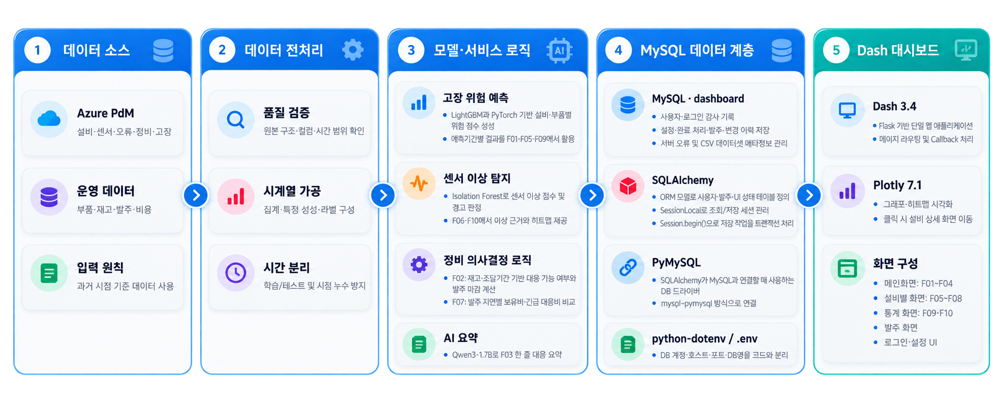 1 데이터 소스
Azure PdM
설비·센서·오류·정비·고장
운영 데이터
부품·재고·발주·비용
입력 원칙
과거 시점 기준 데이터 사용
2 데이터 전처리
품질 검증
원본 구조·컬럼·시간 범위 확인
시계열 가공
집계·특정 성성·라벨 구성
시간 분리
학습/테스트 및 시점 누수 방지
3 모델·서비스 로직
AI
고장 위험 예측
• LightGBM과 PyTorch 기반 설비·부품별
위험 점수 성성
• 애측기간별 결과를 F01·F05·F09에서 활용
센서 이상 탐지
• Isolation Forest로 센서 이상 점수 및
경고 판정
• F06·F10에서 이상 근거와 히트맵 재공
정비 의사결정 로직
• F02: 재고·조달기간 기반 대응 가능 여부와
발주 마감 계산
• F07: 발주 지연별 보유비·긴급 대응비 비교
AI 요약
• Qwen3-1.7B로 F03 한 줄 대응 요약
4 MySQL 데이터 계층
MySQL · dashboard
• 사용자·로그인 감사 기록
• 설정·완료 처리·발주·변경 이력 저장
• 서버 오류 및 CSV 데이터셋 메타정보 관리
SQLAlchemy
• ORM 모델로 사용자·발주·UI 상태 테이블 정의
• SessionLocal로 조회/저장 세션 관러
• Session.begin()으로 저장 작업을 트랜잭션 처리
PyMySQL
• SQLAlchemy가 MySQL과 연결할 때 사용하는
DB 드라이버
• mysql-pymysql 방식으로 연결
python-dotenv / .env
• DB 계정·호스트·포트·DB영을 코드와 분리
5 Dash 대시보드
Dash 3.4
• Flask 기반 단일 웹 애플리케이션
• 메이지 라우팅 및 Callback 처리
Plotly 7.1
• 그래포·히트맵 시각화
• 클릭 시 설비 상세 화면 이동
화면 구성
• 메인화면: F01~F04
• 설비별 화면: F05~F08
• 통계 화면: F09·F10
• 발주 화면
• 로그인·설정 UI